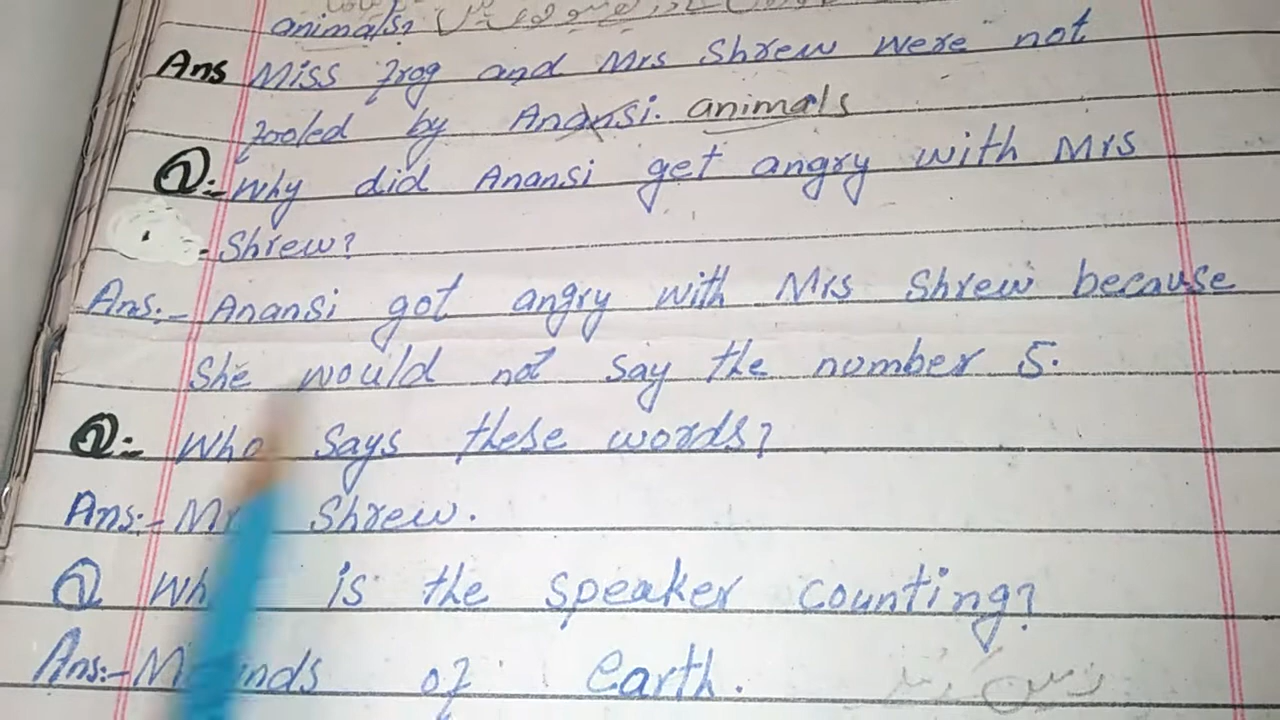 animals?
Ans Miss frog and Mrs Shrew were not
fooled by Anansi. animals
Q:- Why did Anansi get angry with Mrs
Shrew?
Ans:- Anansi got angry with Mrs Shrew because
She would not say the number 5.
Q:- Who says these words?
Ans:- Shrew.
Q is the speaker counting?
Ans:- of earth.